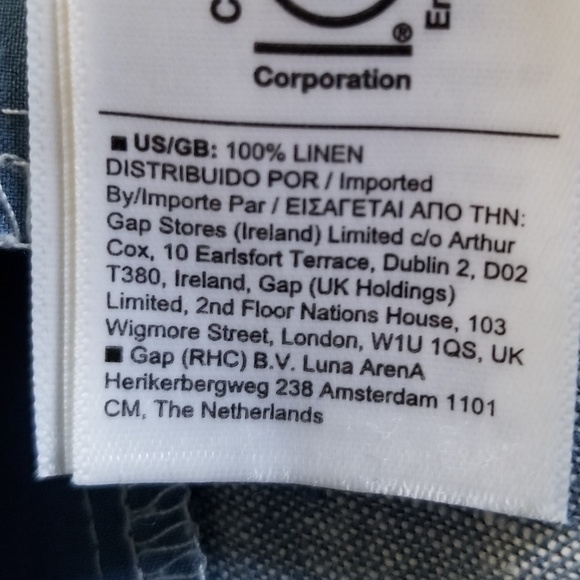 ®
Corporation
■ US/GB: 100% LINEN
DISTRIBUIDO POR / Imported
By/Importe Par / ΕΙΣΑΓΕΤΑΙ ΑΠΟ ΤΗΝ:
Gap Stores (Ireland) Limited c/o Arthur
Cox, 10 Earlsfort Terrace, Dublin 2, D02
T380, Ireland, Gap (UK Holdings)
Limited, 2nd Floor Nations House, 103
Wigmore Street, London, W1U 1QS, UK
■ Gap (RHC) B.V. Luna ArenA
Herikerbergweg 238 Amsterdam 1101
CM, The Netherlands